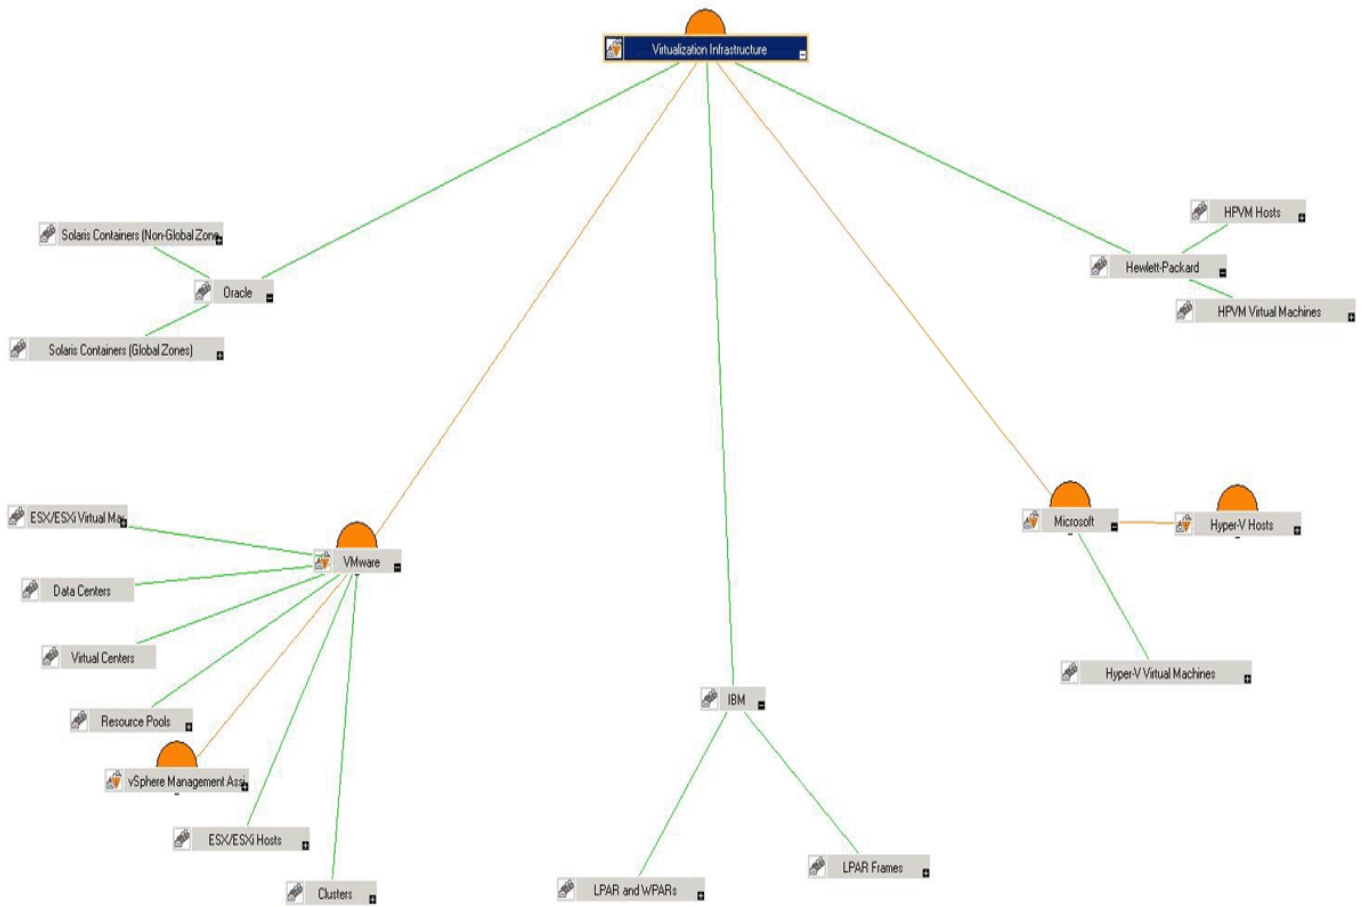 Virtualization Infrastructure
HPVM Hosts
Solaris Containers (Non-Global Zone
Hewlett-Packard
Oracle
HPVM Virtual Machines
Solaris Containers (Global Zones)
ESX/ESXi Virtual Ma
Microsoft
Hyper-V Hosts
VMware
Data Centers
Virtual Centers
Hyper-V Virtual Machines
IBM
Resource Pools
vSphere Management Assi
ESX/ESXi Hosts
LPAR Frames
LPAR and WPARs
Clusters